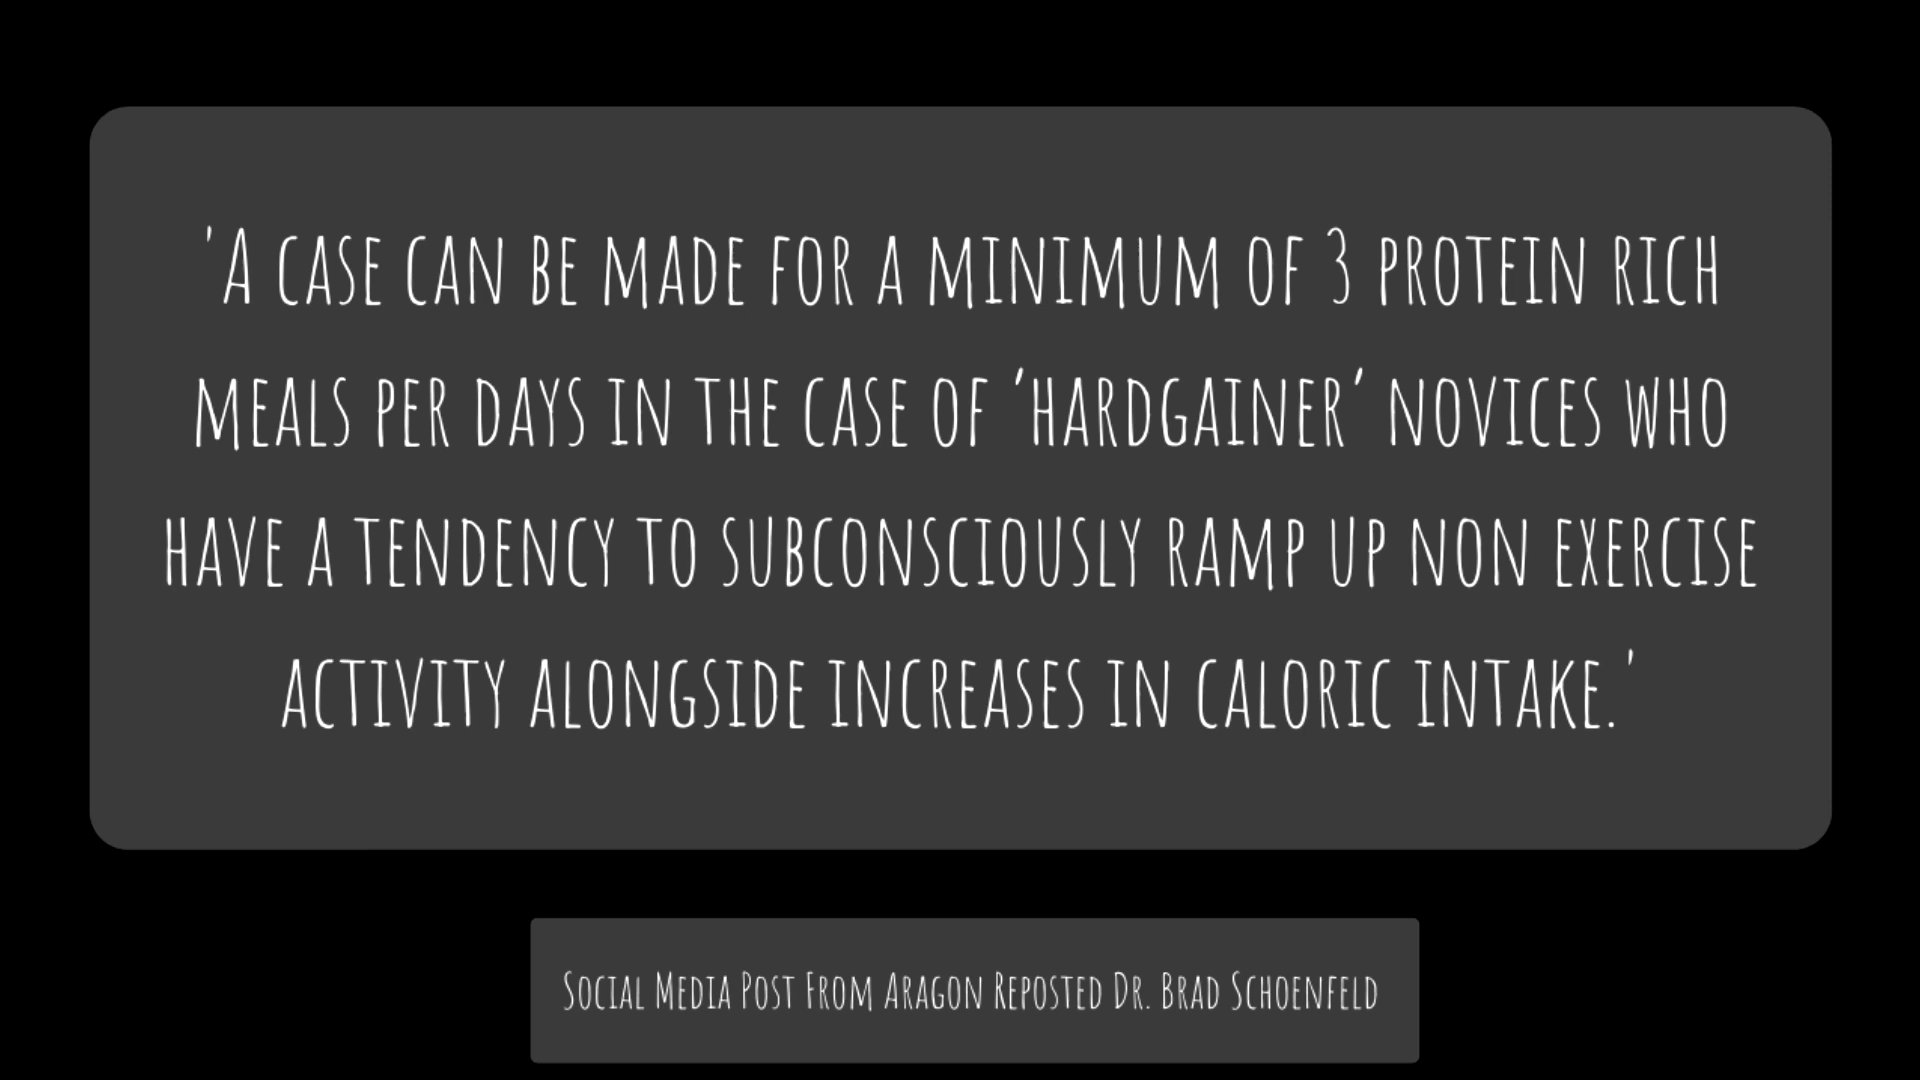 'A CASE CAN BE MADE FOR A MINIMUM OF 3 PROTEIN RICH
MEALS PER DAYS IN THE CASE OF ‘HARDGAINER’ NOVICES WHO
HAVE A TENDENCY TO SUBCONSCIOUSLY RAMP UP NON EXERCISE
ACTIVITY ALONGSIDE INCREASES IN CALORIC INTAKE.'
SOCIAL MEDIA POST FROM ARAGON REPOSTED DR. BRAD SCHOENFELD